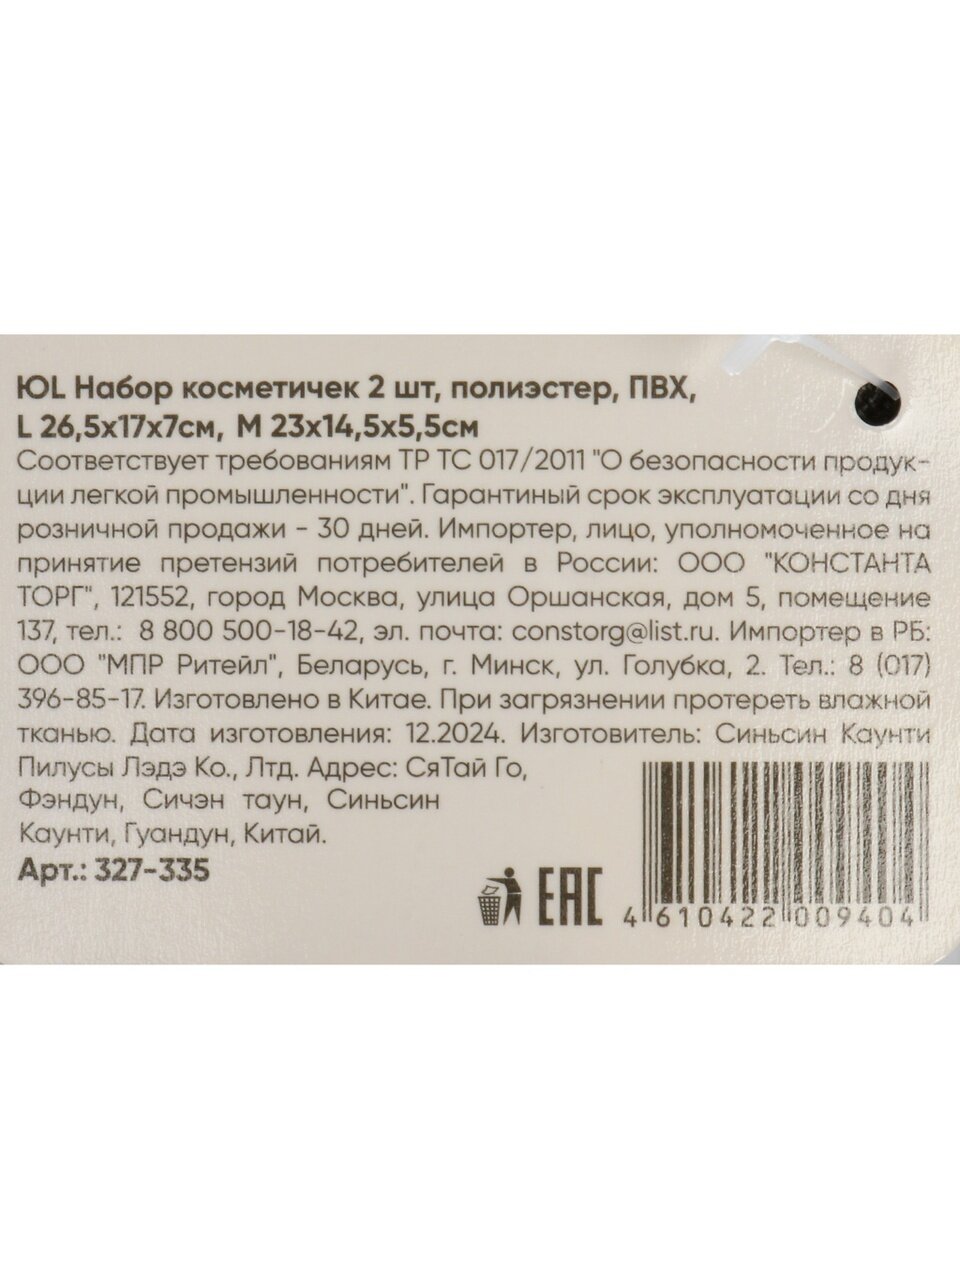 ЮL Набор косметичек 2 шт, полиэстер, ПВХ,
L 26,5х17х7см, М 23х14,5х5,5см
Соответствует требованиям ТР ТС 017/2011 "О безопасности продук-
ции легкой промышленности". Гарантиный срок эксплуатации со дня
розничной продажи - 30 дней. Импортер, лицо, уполномоченное на
принятие претензий потребителей в России: ООО "КОНСТАНТА
ТОРГ", 121552, город Москва, улица Оршанская, дом 5, помещение
137, тел.: 8 800 500-18-42, эл. почта: constorg@list.ru. Импортер в РБ:
ООО "МПР Ритейл", Беларусь, г. Минск, ул. Голубка, 2. Тел.: 8 (017)
396-85-17. Изготовлено в Китае. При загрязнении протереть влажной
тканью. Дата изготовления: 12.2024. Изготовитель: Синьсин Каунти
Пилусы Лэдэ Ко., Лтд. Адрес: СяТай Го,
Фэндун, Сичэн таун, Синьсин
Каунти, Гуандун, Китай.
Арт.: 327-335
EAC
4 610422 009404